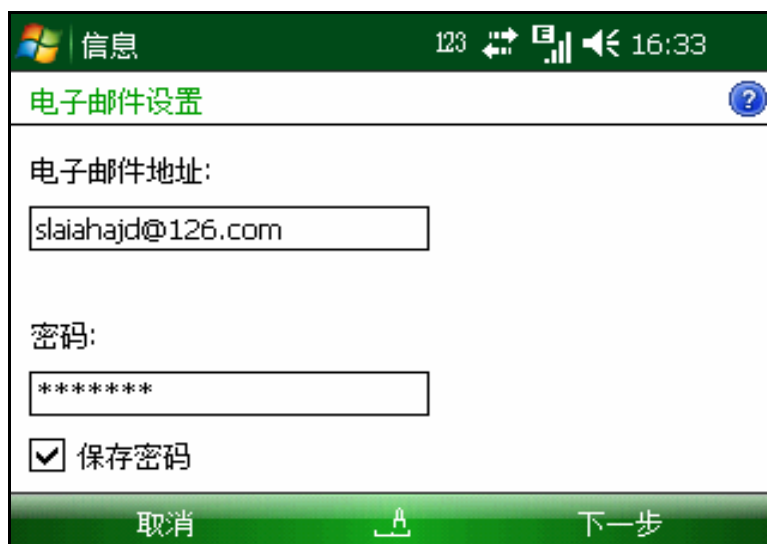 信息 123 E 16:33
电子邮件设置 ?
电子邮件地址:
slaiahajd@126.com
密码:
*******
保存密码
取消 A 下一步